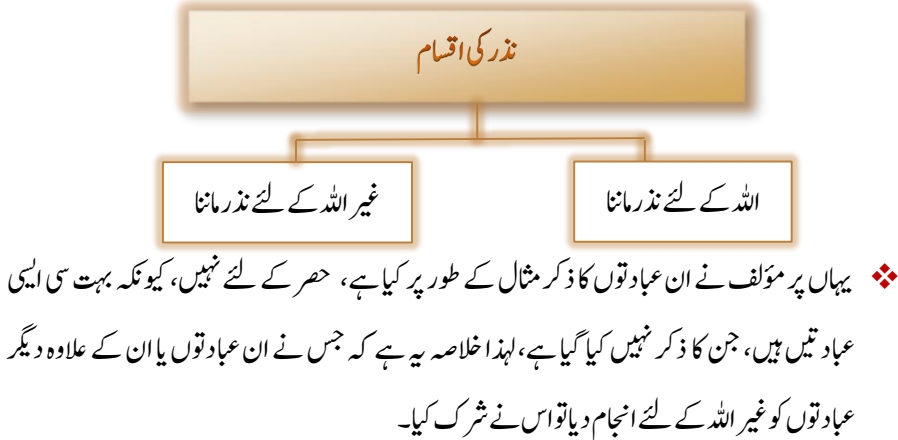 نذر کی اقسام
اللہ کے لئے نذر ماننا
غیر اللہ کے لئے نذر ماننا
❖ یہاں پر مؤلف نے ان عبادتوں کا ذکر مثال کے طور پر کیا ہے، حصر کے لئے نہیں، کیونکہ بہت سی ایسی
عبادتیں ہیں، جن کا ذکر نہیں کیا گیا ہے، لہذا خلاصہ یہ ہے کہ جس نے ان عبادتوں یا ان کے علاوہ دیگر
عبادتوں کو غیر اللہ کے لئے انجام دیا تو اس نے شرک کیا۔